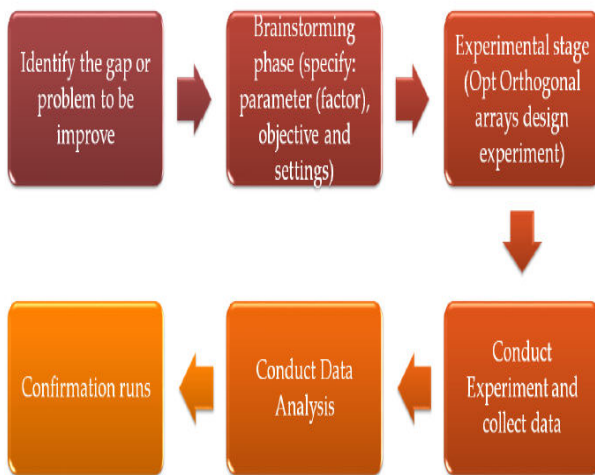 Identify the gap or
problem to be
improve
Brainstorming
phase (specify:
parameter (factor),
objective and
settings)
Experimental stage
(Opt Orthogonal
arrays design
experiment)
Conduct
Experiment and
collect data
Conduct Data
Analysis
Confirmation runs